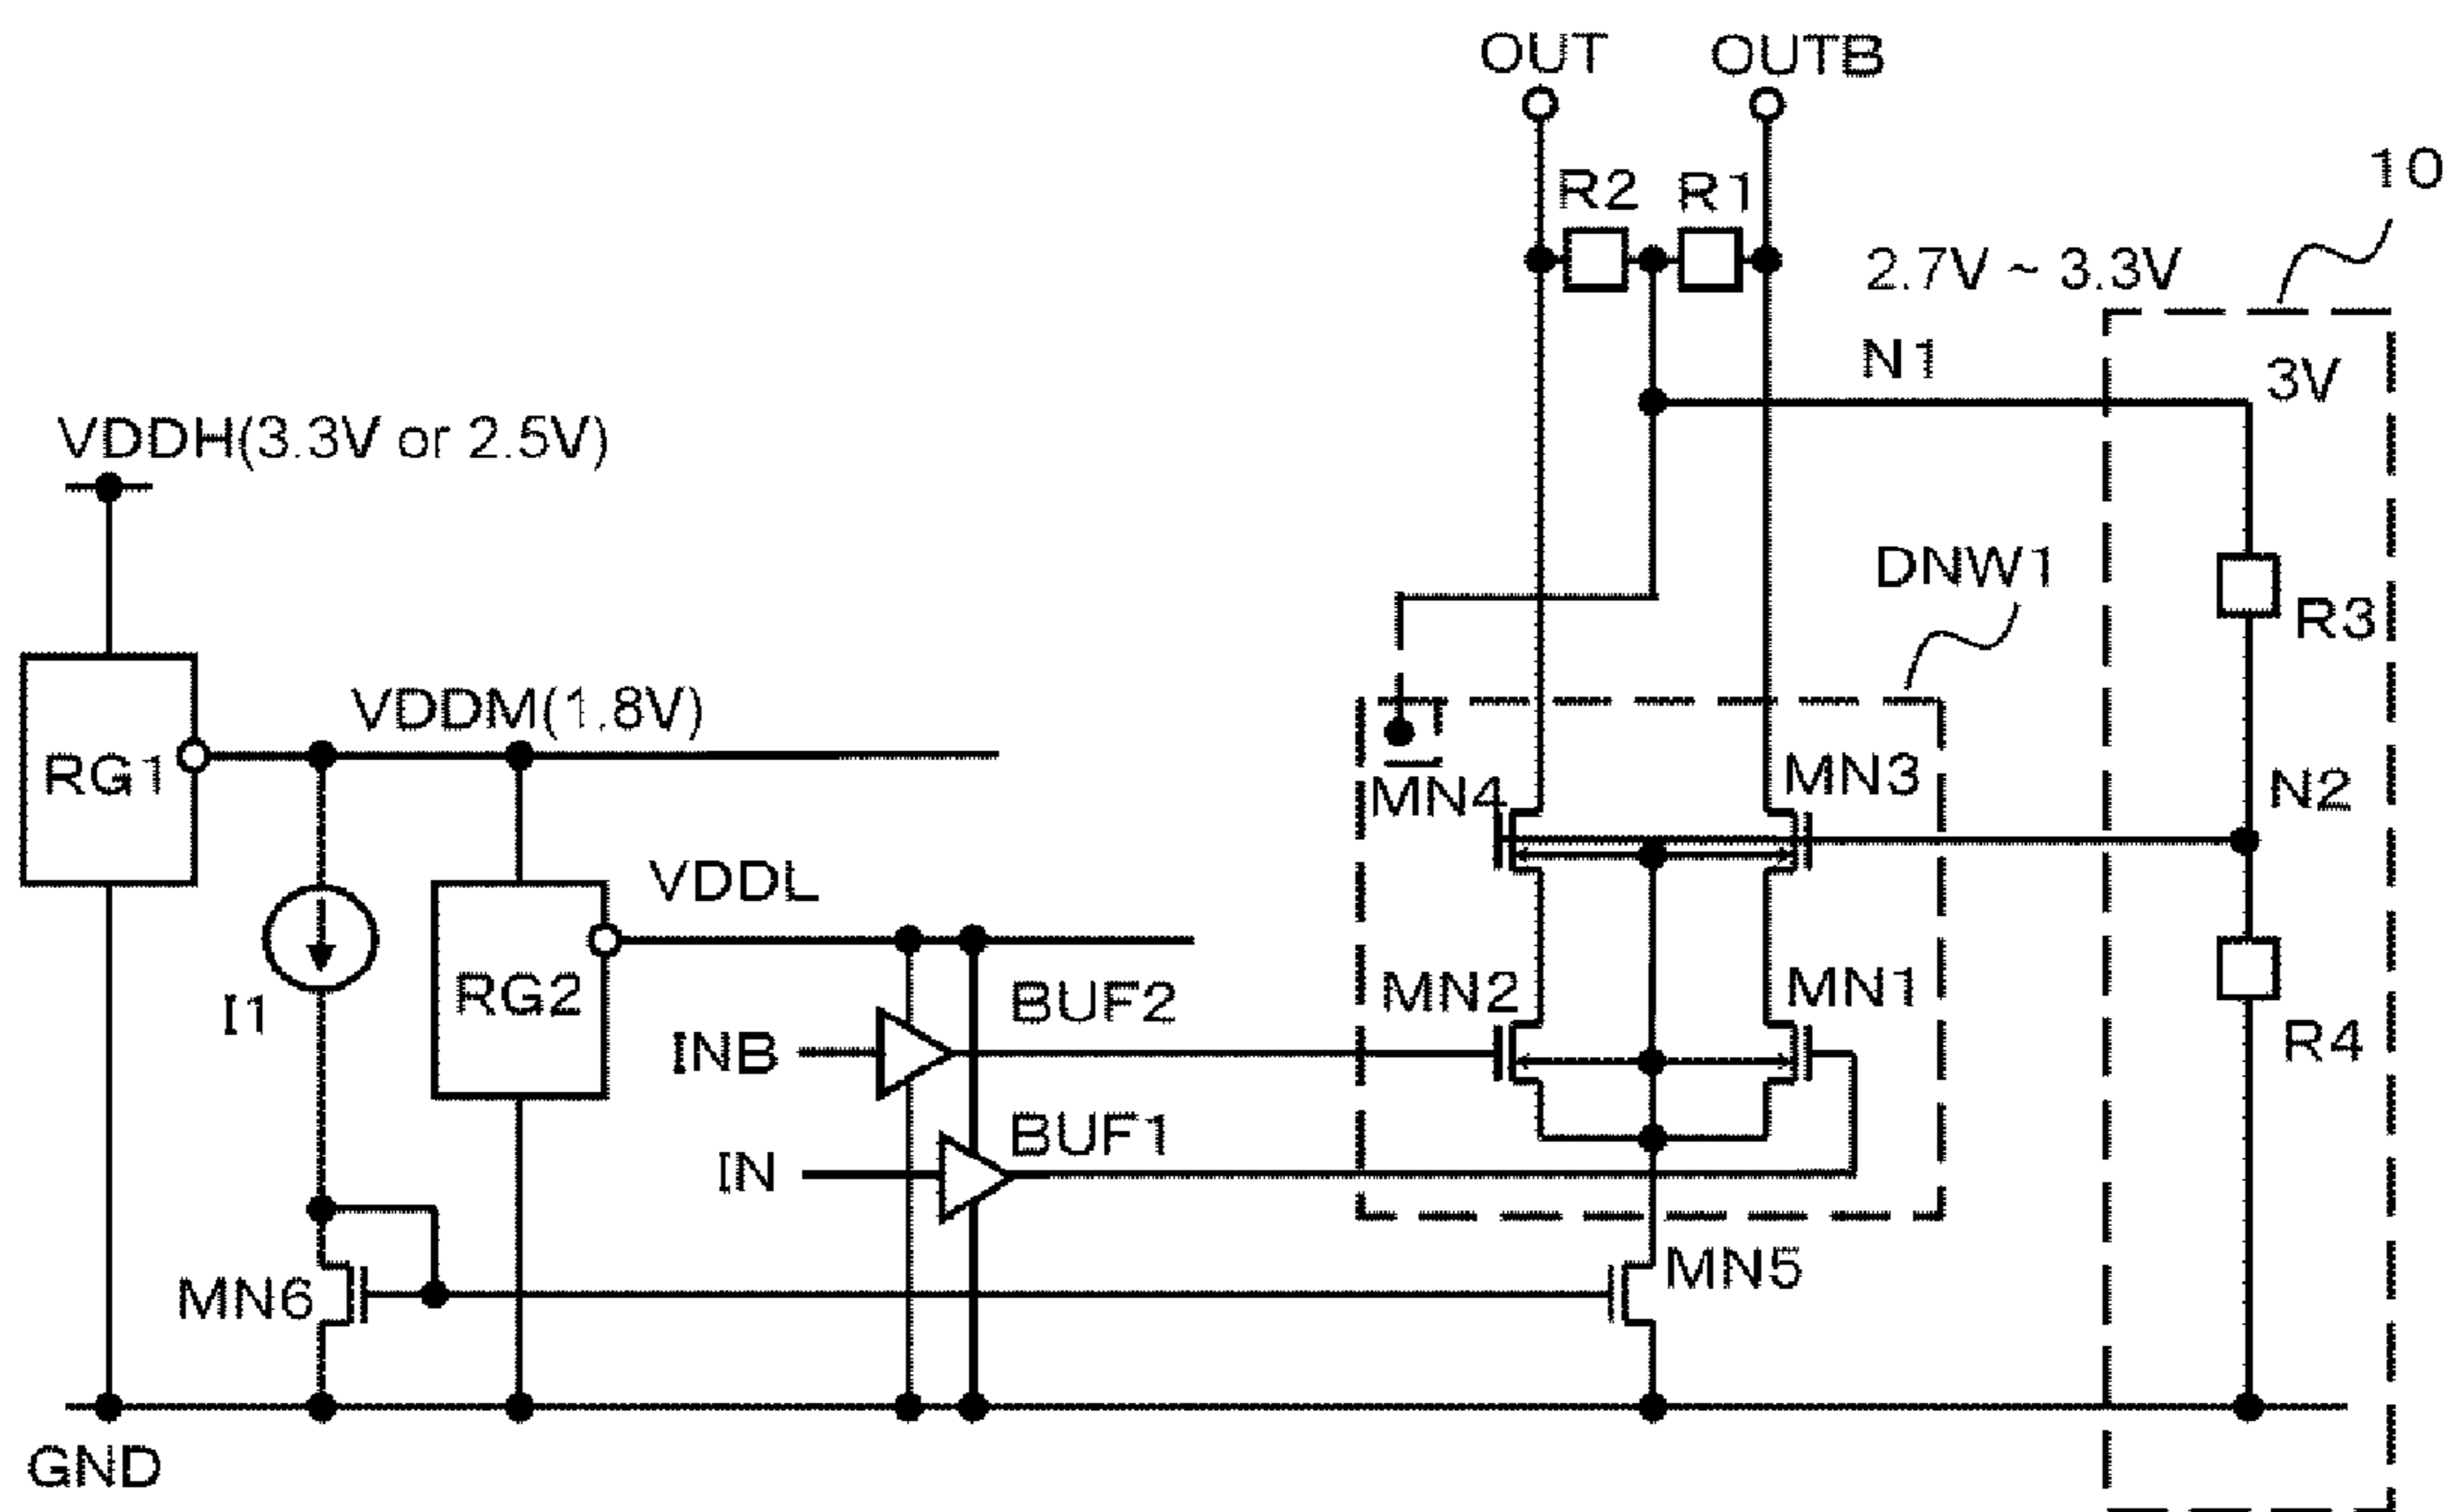 OUT OUTB
10
R2 R1
2.7V ~ 3.3V
N1
3V
VDDH(3.3V or 2.5V)
DNW1
R3
VDDM(1.8V)
RG1
MN4
MN3
N2
VDDL
RG2
I1
BUF2
MN2
MN1
INB
R4
BUF1
IN
MN6
MN5
GND